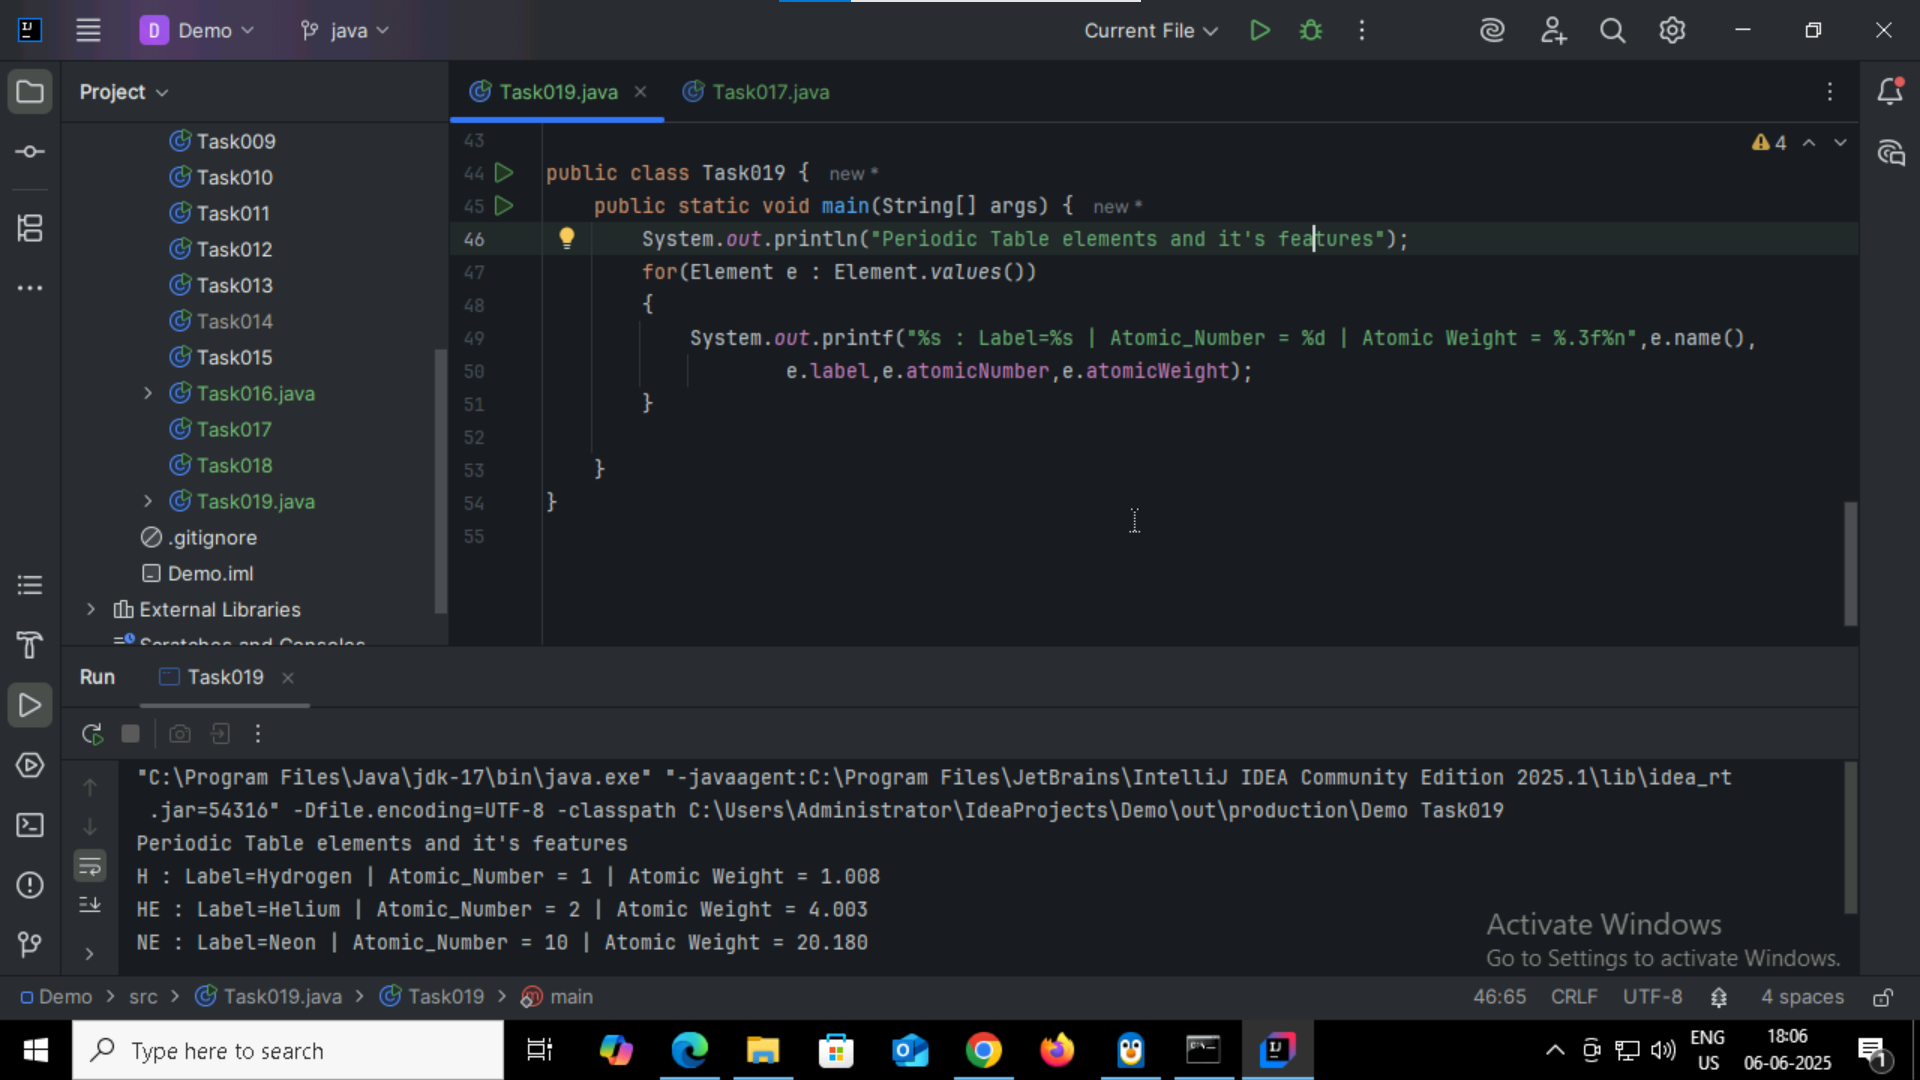 D Demo
java
Current File
Project
Task019.java
Task017.java
Task009
Task010
Task011
Task012
Task013
Task014
Task015
Task016.java
Task017
Task018
Task019.java
.gitignore
Demo.iml
External Libraries
Scratches and Consoles
4
43
44 public class Task019 { new *
45 public static void main(String[] args) { new *
46 System.out.println("Periodic Table elements and it's features");
47 for(Element e : Element.values())
48 {
49 System.out.printf("%s : Label=%s | Atomic_Number = %d | Atomic Weight = %.3f%n",e.name(),
50 e.label,e.atomicNumber,e.atomicWeight);
51 }
52
53 }
54 }
55
Run
Task019
"C:\Program Files\Java\jdk-17\bin\java.exe" "-javaagent:C:\Program Files\JetBrains\IntelliJ IDEA Community Edition 2025.1\lib\idea_rt
.jar=54316" -Dfile.encoding=UTF-8 -classpath C:\Users\Administrator\IdeaProjects\Demo\out\production\Demo Task019
Periodic Table elements and it's features
H : Label=Hydrogen | Atomic_Number = 1 | Atomic Weight = 1.008
HE : Label=Helium | Atomic_Number = 2 | Atomic Weight = 4.003
NE : Label=Neon | Atomic_Number = 10 | Atomic Weight = 20.180
Activate Windows
Go to Settings to activate Windows.
Demo > src > Task019.java > Task019 > main
46:65 CRLF UTF-8 4 spaces
Type here to search
ENG
US
18:06
06-06-2025
1